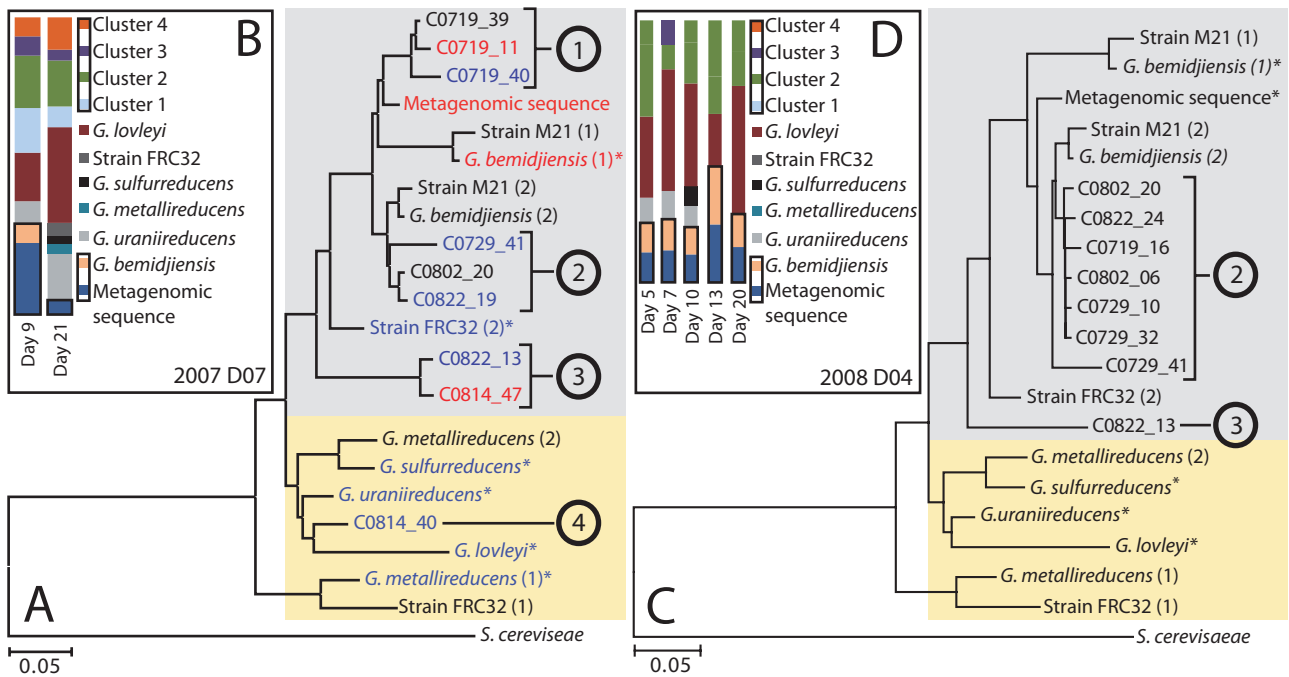 B
Cluster 4
Cluster 3
Cluster 2
Cluster 1
G. lovleyi
Strain FRC32
G. sulfurreducens
G. metallireducens
G. uraniireducens
G. bemidjiensis
Metagenomic
sequence
Day 9
Day 21
2007 D07
C0719_39
C0719_11
C0719_40
1
Metagenomic sequence
Strain M21 (1)
G. bemidjiensis (1)*
Strain M21 (2)
G. bemidjiensis (2)
C0729_41
C0802_20
C0822_19
2
Strain FRC32 (2)*
C0822_13
C0814_47
3
G. metallireducens (2)
G. sulfurreducens*
G. uraniireducens*
C0814_40
4
G. lovleyi*
G. metallireducens (1)*
Strain FRC32 (1)
S. cereviseae
A
0.05
D
Cluster 4
Cluster 3
Cluster 2
Cluster 1
G. lovleyi
Strain FRC32
G. sulfurreducens
G. metallireducens
G. uraniireducens
G. bemidjiensis
Metagenomic
sequence
Day 5
Day 7
Day 10
Day 13
Day 20
2008 D04
Strain M21 (1)
G. bemidjiensis (1)*
Metagenomic sequence*
Strain M21 (2)
G. bemidjiensis (2)
C0802_20
C0822_24
C0719_16
C0802_06
C0729_10
C0729_32
C0729_41
2
Strain FRC32 (2)
C0822_13
3
G. metallireducens (2)
G. sulfurreducens*
G.uraniireducens*
G. lovleyi*
G. metallireducens (1)
Strain FRC32 (1)
S. cerevisaeae
C
0.05